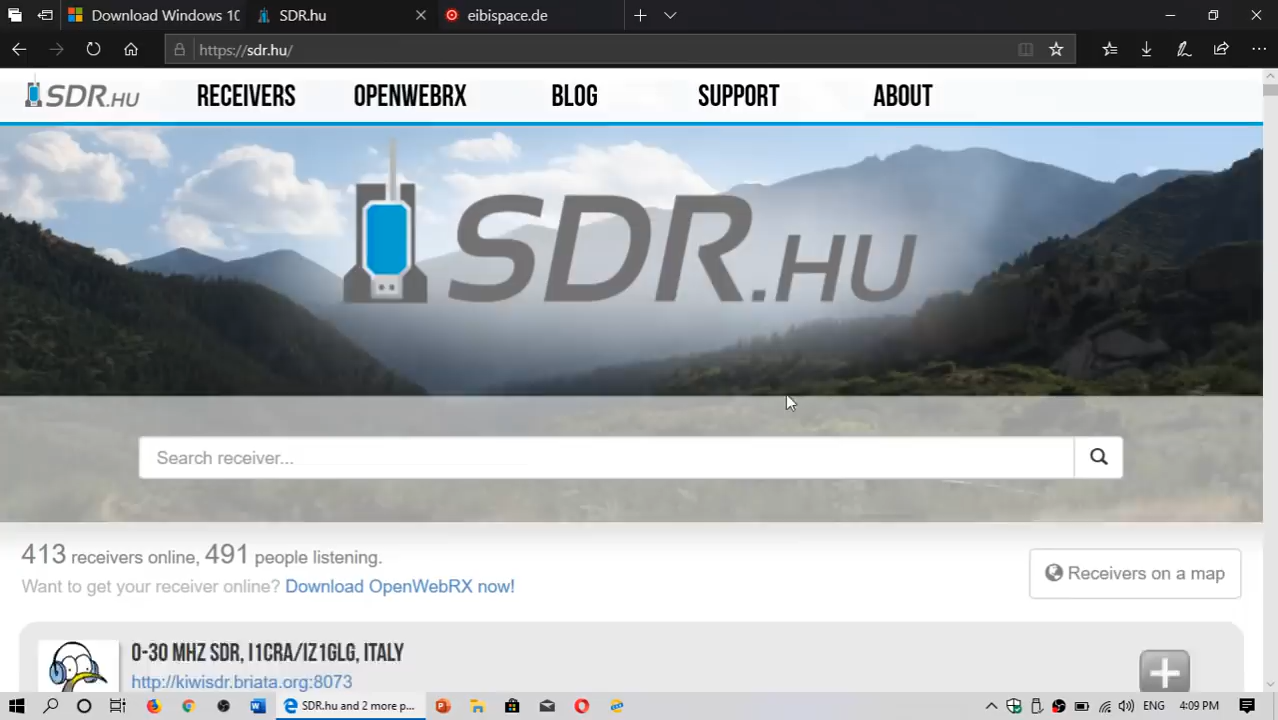 Download Windows 10
SDR.hu
eibispace.de
https://sdr.hu/
SDR.HU
RECEIVERS
OPENWEBRX
BLOG
SUPPORT
ABOUT
SDR.HU
Search receiver...
413 receivers online, 491 people listening.
Want to get your receiver online? Download OpenWebRX now!
Receivers on a map
0-30 MHZ SDR, I1CRA/IZ1GLG, ITALY
http://kiwisdr.briata.org:8073
SDR.hu and 2 more p...
ENG
4:09 PM